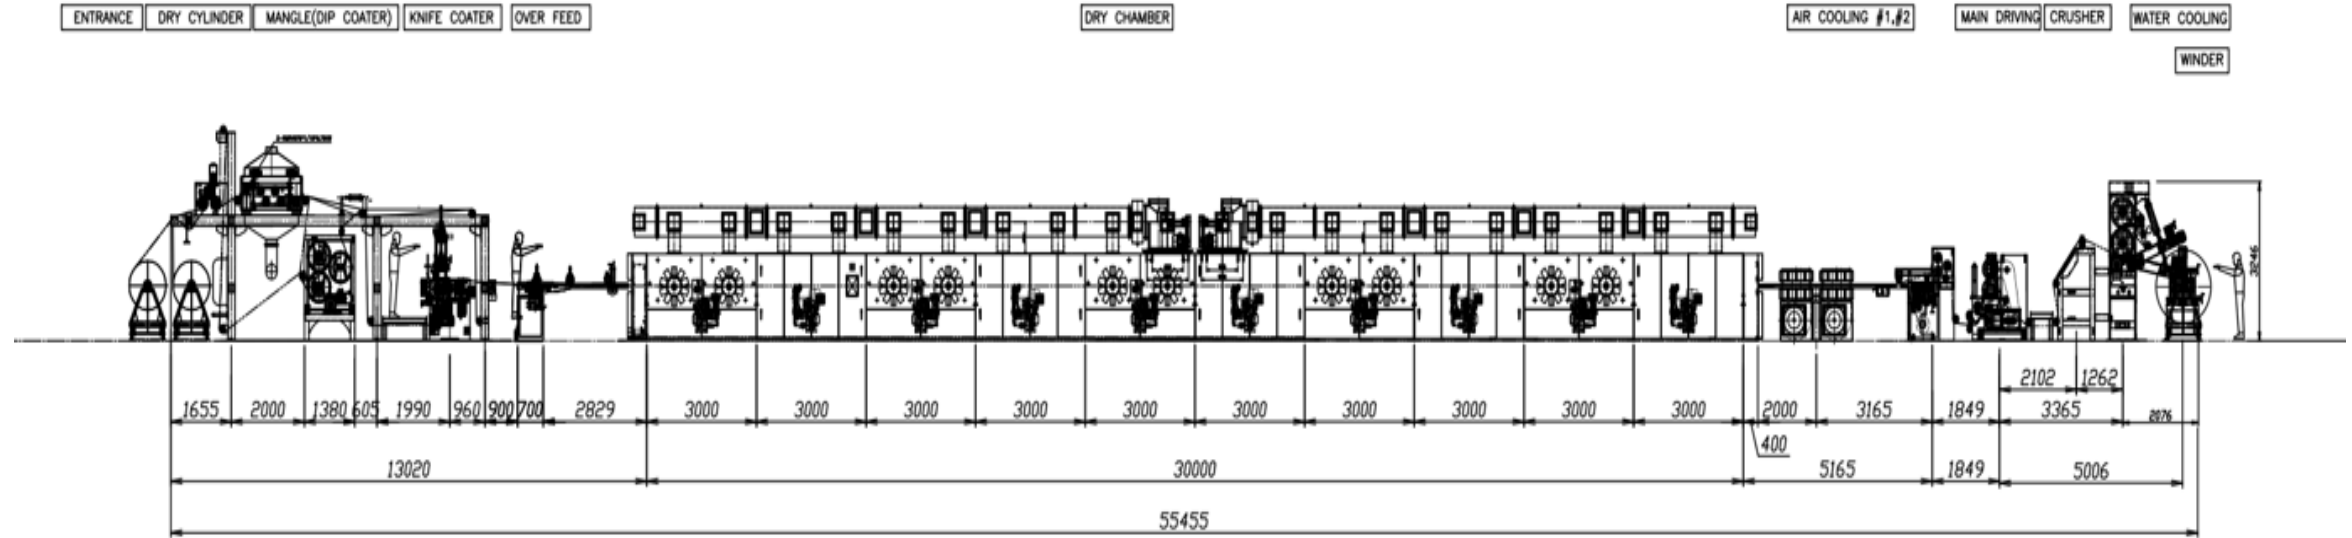 ENTRANCE DRY CYLINDER MANGLE(DIP COATER) KNIFE COATER OVER FEED DRY CHAMBER AIR COOLING #1,#2 MAIN DRIVING CRUSHER WATER COOLING
WINDER
3246
2102 1262
1655 2000 1380 605 1990 960 900 700 2829 3000 3000 3000 3000 3000 3000 3000 3000 3000 3000 2000 3165 1849 3365 2076
400
13020 30000 5165 1849 5006
55455